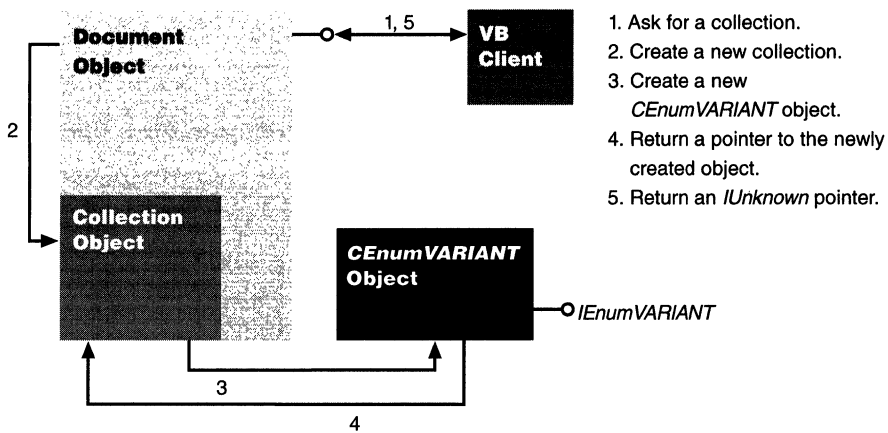 Document
Object
1, 5
VB
Client
1. Ask for a collection.
2. Create a new collection.
3. Create a new
CEnumVARIANT object.
4. Return a pointer to the newly
created object.
5. Return an IUnknown pointer.
2
Collection
Object
CEnumVARIANT
Object
IEnumVARIANT
3
4